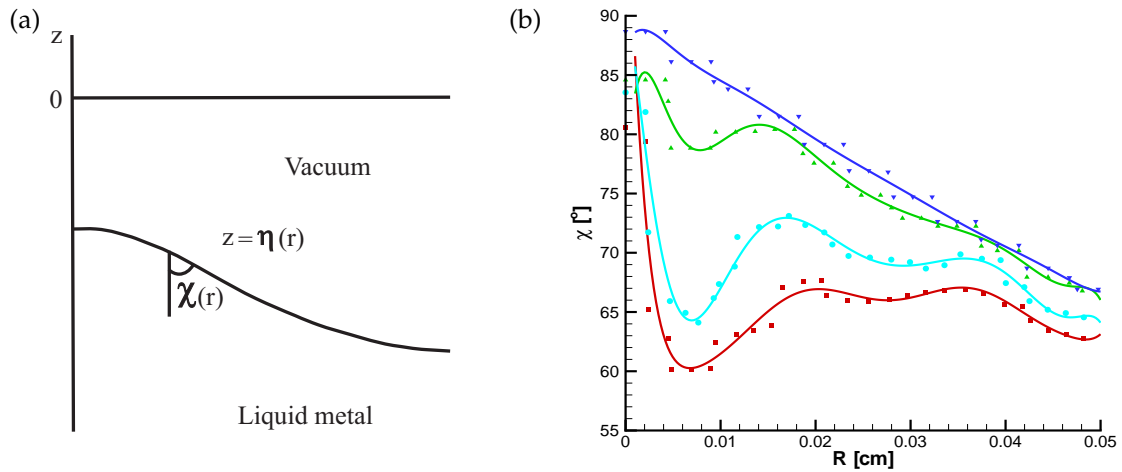 (a)
z
0
Vacuum
z = η(r)
χ(r)
Liquid metal
(b)
90
85
80
75
70
65
60
55
χ [°]
0 0.01 0.02 0.03 0.04 0.05
R [cm]